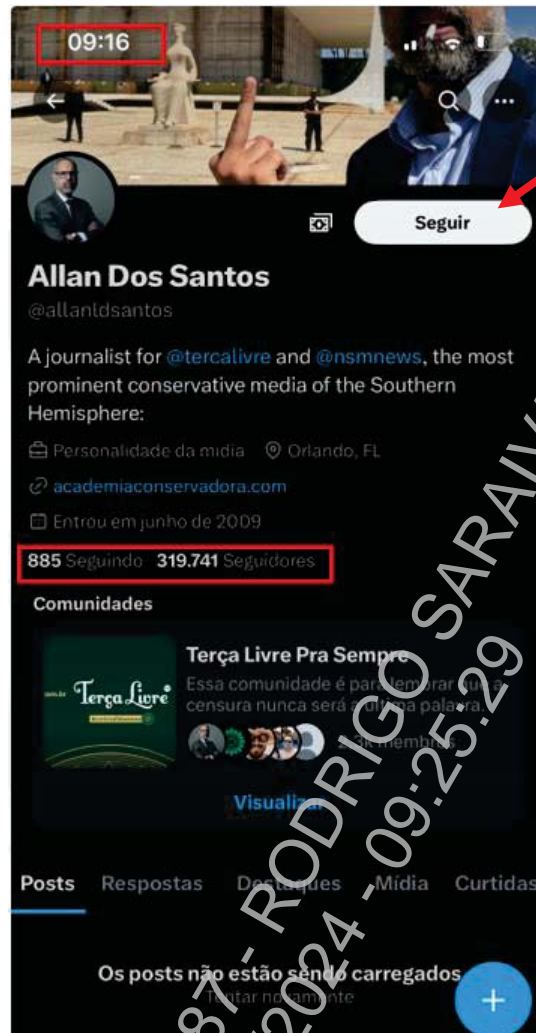 09:16
Seguir
Allan Dos Santos
@allanldsantos
A journalist for @tercalivre and @nsmnews, the most
prominent conservative media of the Southern
Hemisphere:
Personalidade da mídia Orlando, FL
academiaconservadora.com
Entrou em junho de 2009
885 Seguindo 319.741 Seguidores
Comunidades
Terça Livre Pra Sempre
Essa comunidade é para lembrar que a
censura nunca será a última palavra.
Terça Livre
membros
Visualizar
Posts Respostas Destaques Mídia Curtidas
Os posts não estão sendo carregados
Tentar novamente
87 - RODRIGO SARAIV
2024 - 09:25:29